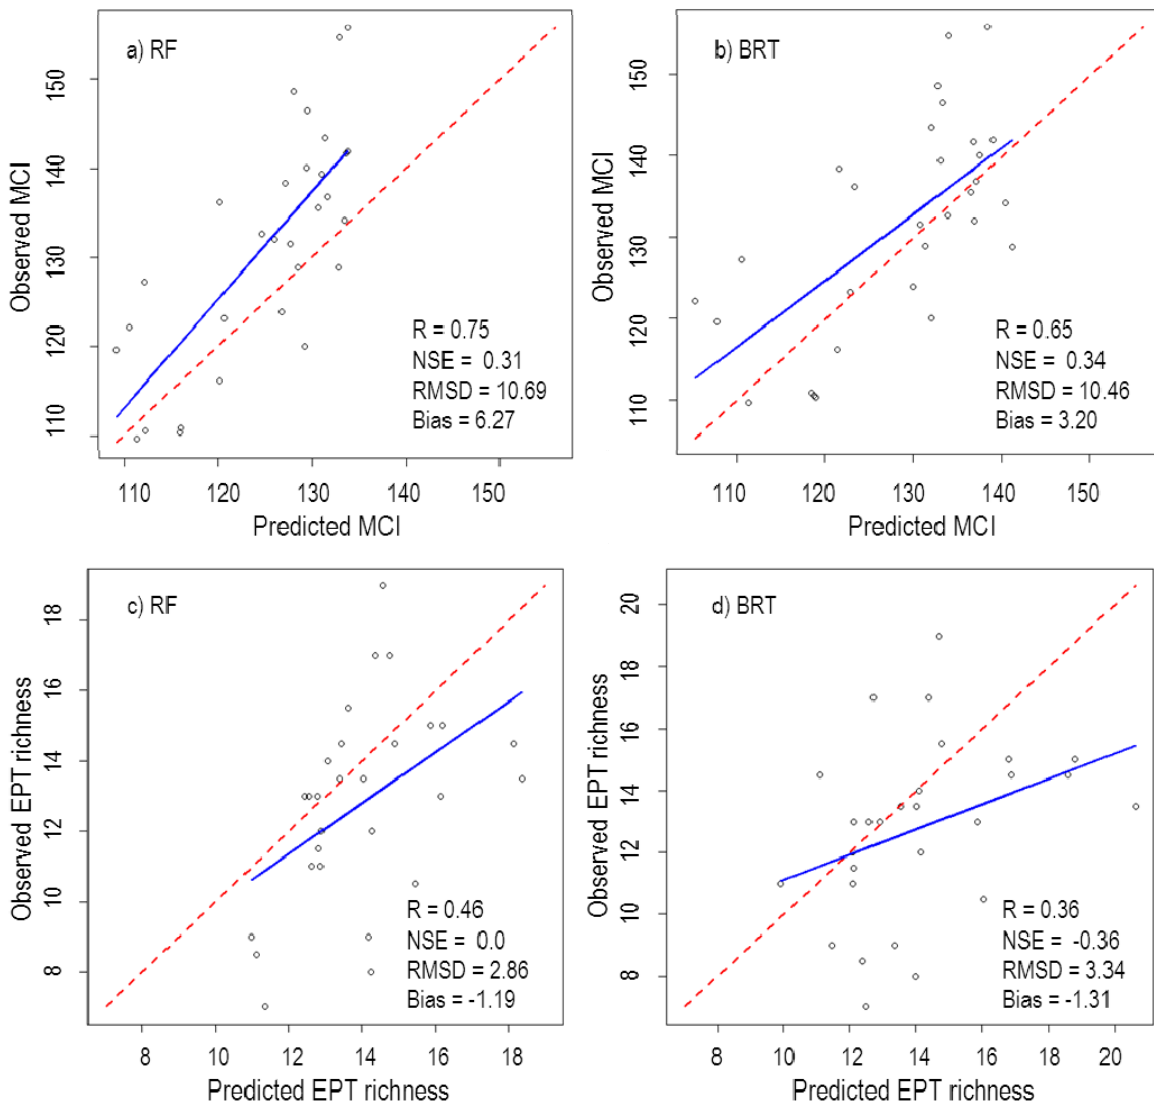 a) RF
150
140
130
120
110
Observed MCI
R = 0.75
NSE = 0.31
RMSD = 10.69
Bias = 6.27
110 120 130 140 150
Predicted MCI
b) BRT
150
140
130
120
110
Observed MCI
R = 0.65
NSE = 0.34
RMSD = 10.46
Bias = 3.20
110 120 130 140 150
Predicted MCI
c) RF
18
16
14
12
10
8
Observed EPT richness
R = 0.46
NSE = 0.0
RMSD = 2.86
Bias = -1.19
8 10 12 14 16 18
Predicted EPT richness
d) BRT
20
18
16
14
12
10
8
Observed EPT richness
R = 0.36
NSE = -0.36
RMSD = 3.34
Bias = -1.31
8 10 12 14 16 18 20
Predicted EPT richness